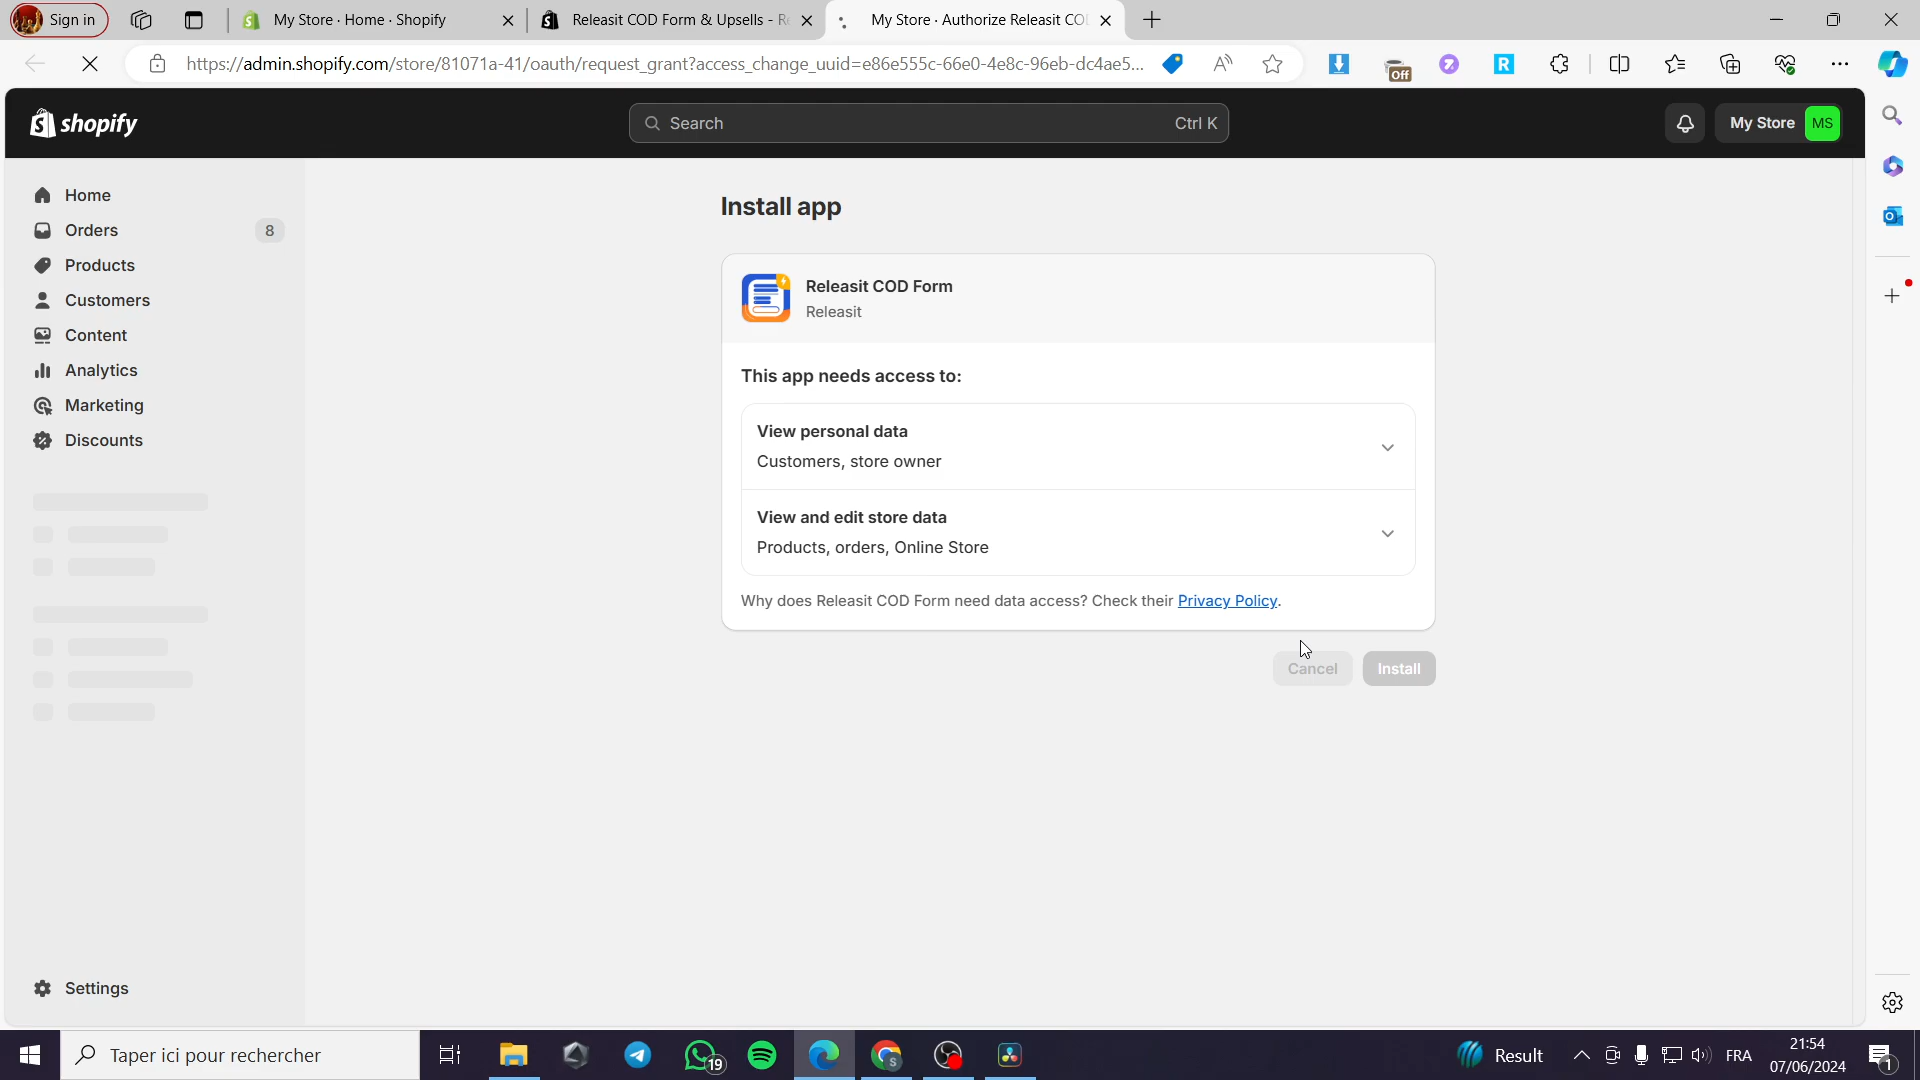 Sign in
My Store · Home · Shopify
Releasit COD Form & Upsells - Re
My Store · Authorize Releasit COD
https://admin.shopify.com/store/81071a-41/oauth/request_grant?access_change_uuid=e86e555c-66e0-4e8c-96eb-dc4ae5...
Off
shopify
Search
Ctrl K
My Store
MS
Home
Orders
8
Products
Customers
Content
Analytics
Marketing
Discounts
Settings
Install app
Releasit COD Form
Releasit
This app needs access to:
View personal data
Customers, store owner
View and edit store data
Products, orders, Online Store
Why does Releasit COD Form need data access? Check their Privacy Policy.
Cancel
Install
Taper ici pour rechercher
19
Result
FRA
21:54
07/06/2024
1